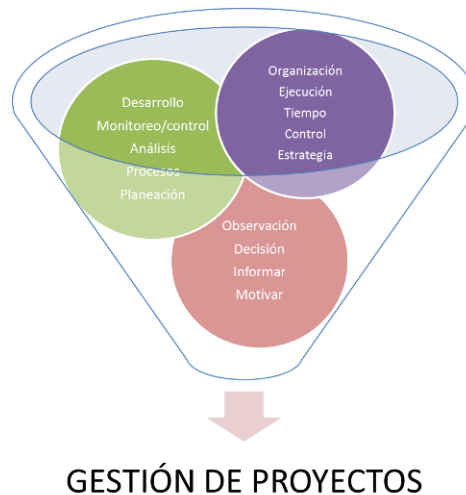 Desarrollo
Monitoreo/control
Análisis
Procesos
Planeación
Organización
Ejecución
Tiempo
Control
Estrategia
Observación
Decisión
Informar
Motivar
GESTIÓN DE PROYECTOS